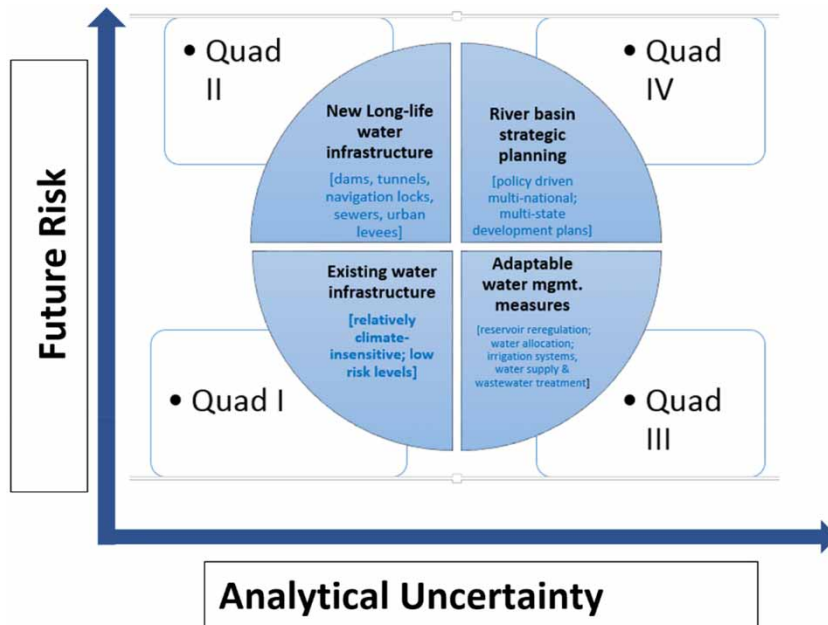 Future Risk
• Quad
II
New Long-life
water
infrastructure
[dams, tunnels,
navigation locks,
sewers, urban
levees]
• Quad
IV
River basin
strategic
planning
[policy driven
multi-national;
multi-state
development plans]
• Quad I
Existing water
infrastructure
[relatively
climate-
insensitive; low
risk levels]
Adaptable
water mgmt.
measures
[reservoir reregulation;
water allocation;
irrigation systems,
water supply &
wastewater treatment]
• Quad
III
Analytical Uncertainty